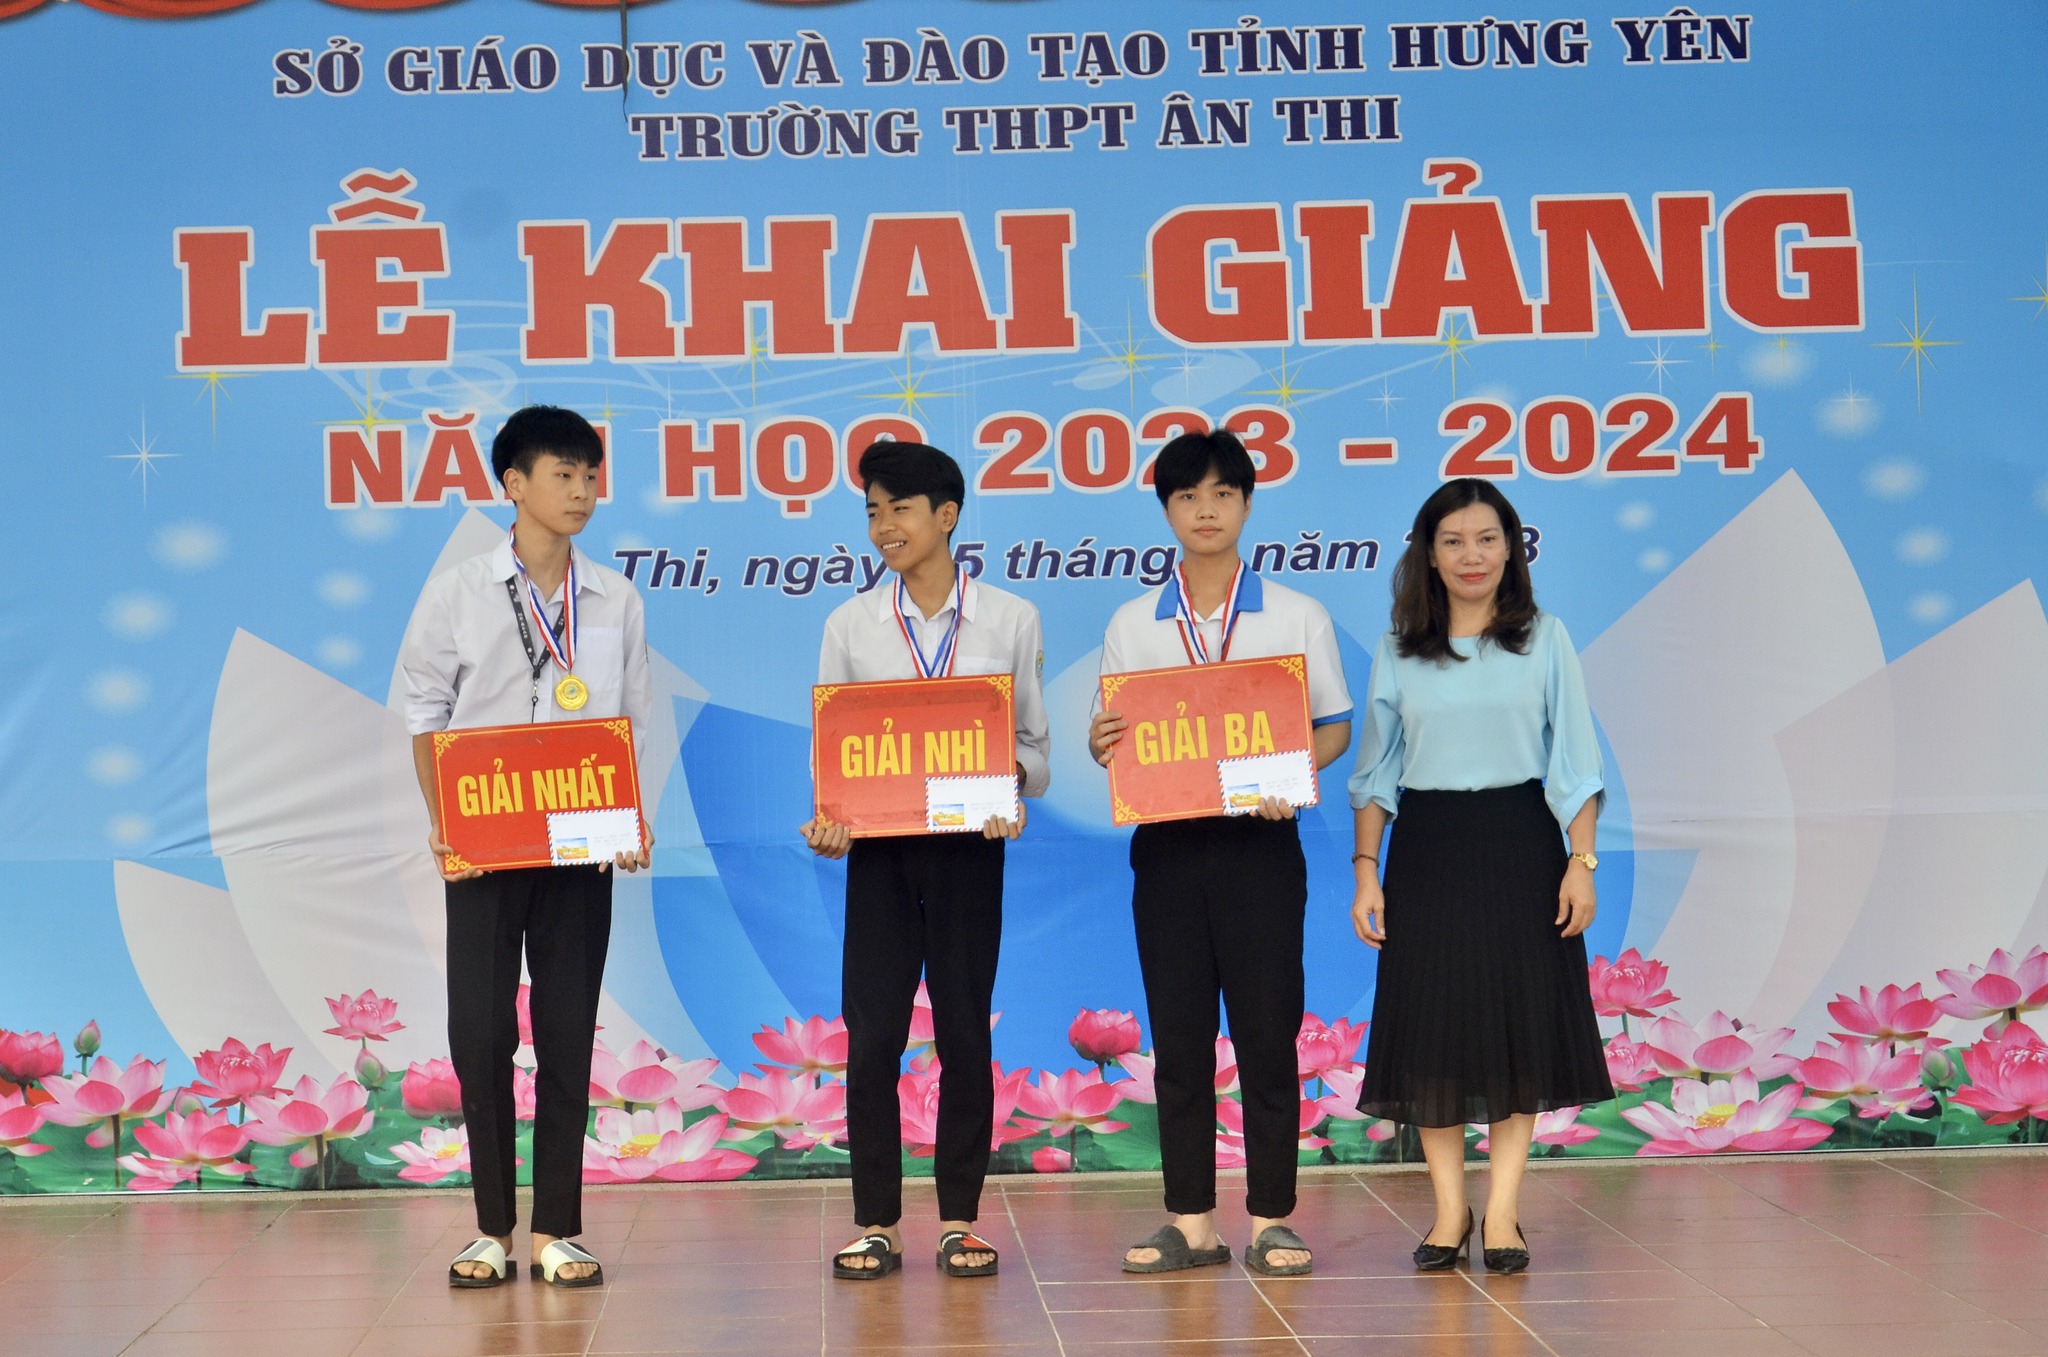 SỞ GIÁO DỤC VÀ ĐÀO TẠO TỈNH HƯNG YÊN
TRƯỜNG THPT ÂN THI
LỄ KHAI GIẢNG
NĂM HỌC 2023 - 2024
Thi, ngày 5 tháng năm
GIẢI NHẤT
GIẢI NHÌ
GIẢI BA